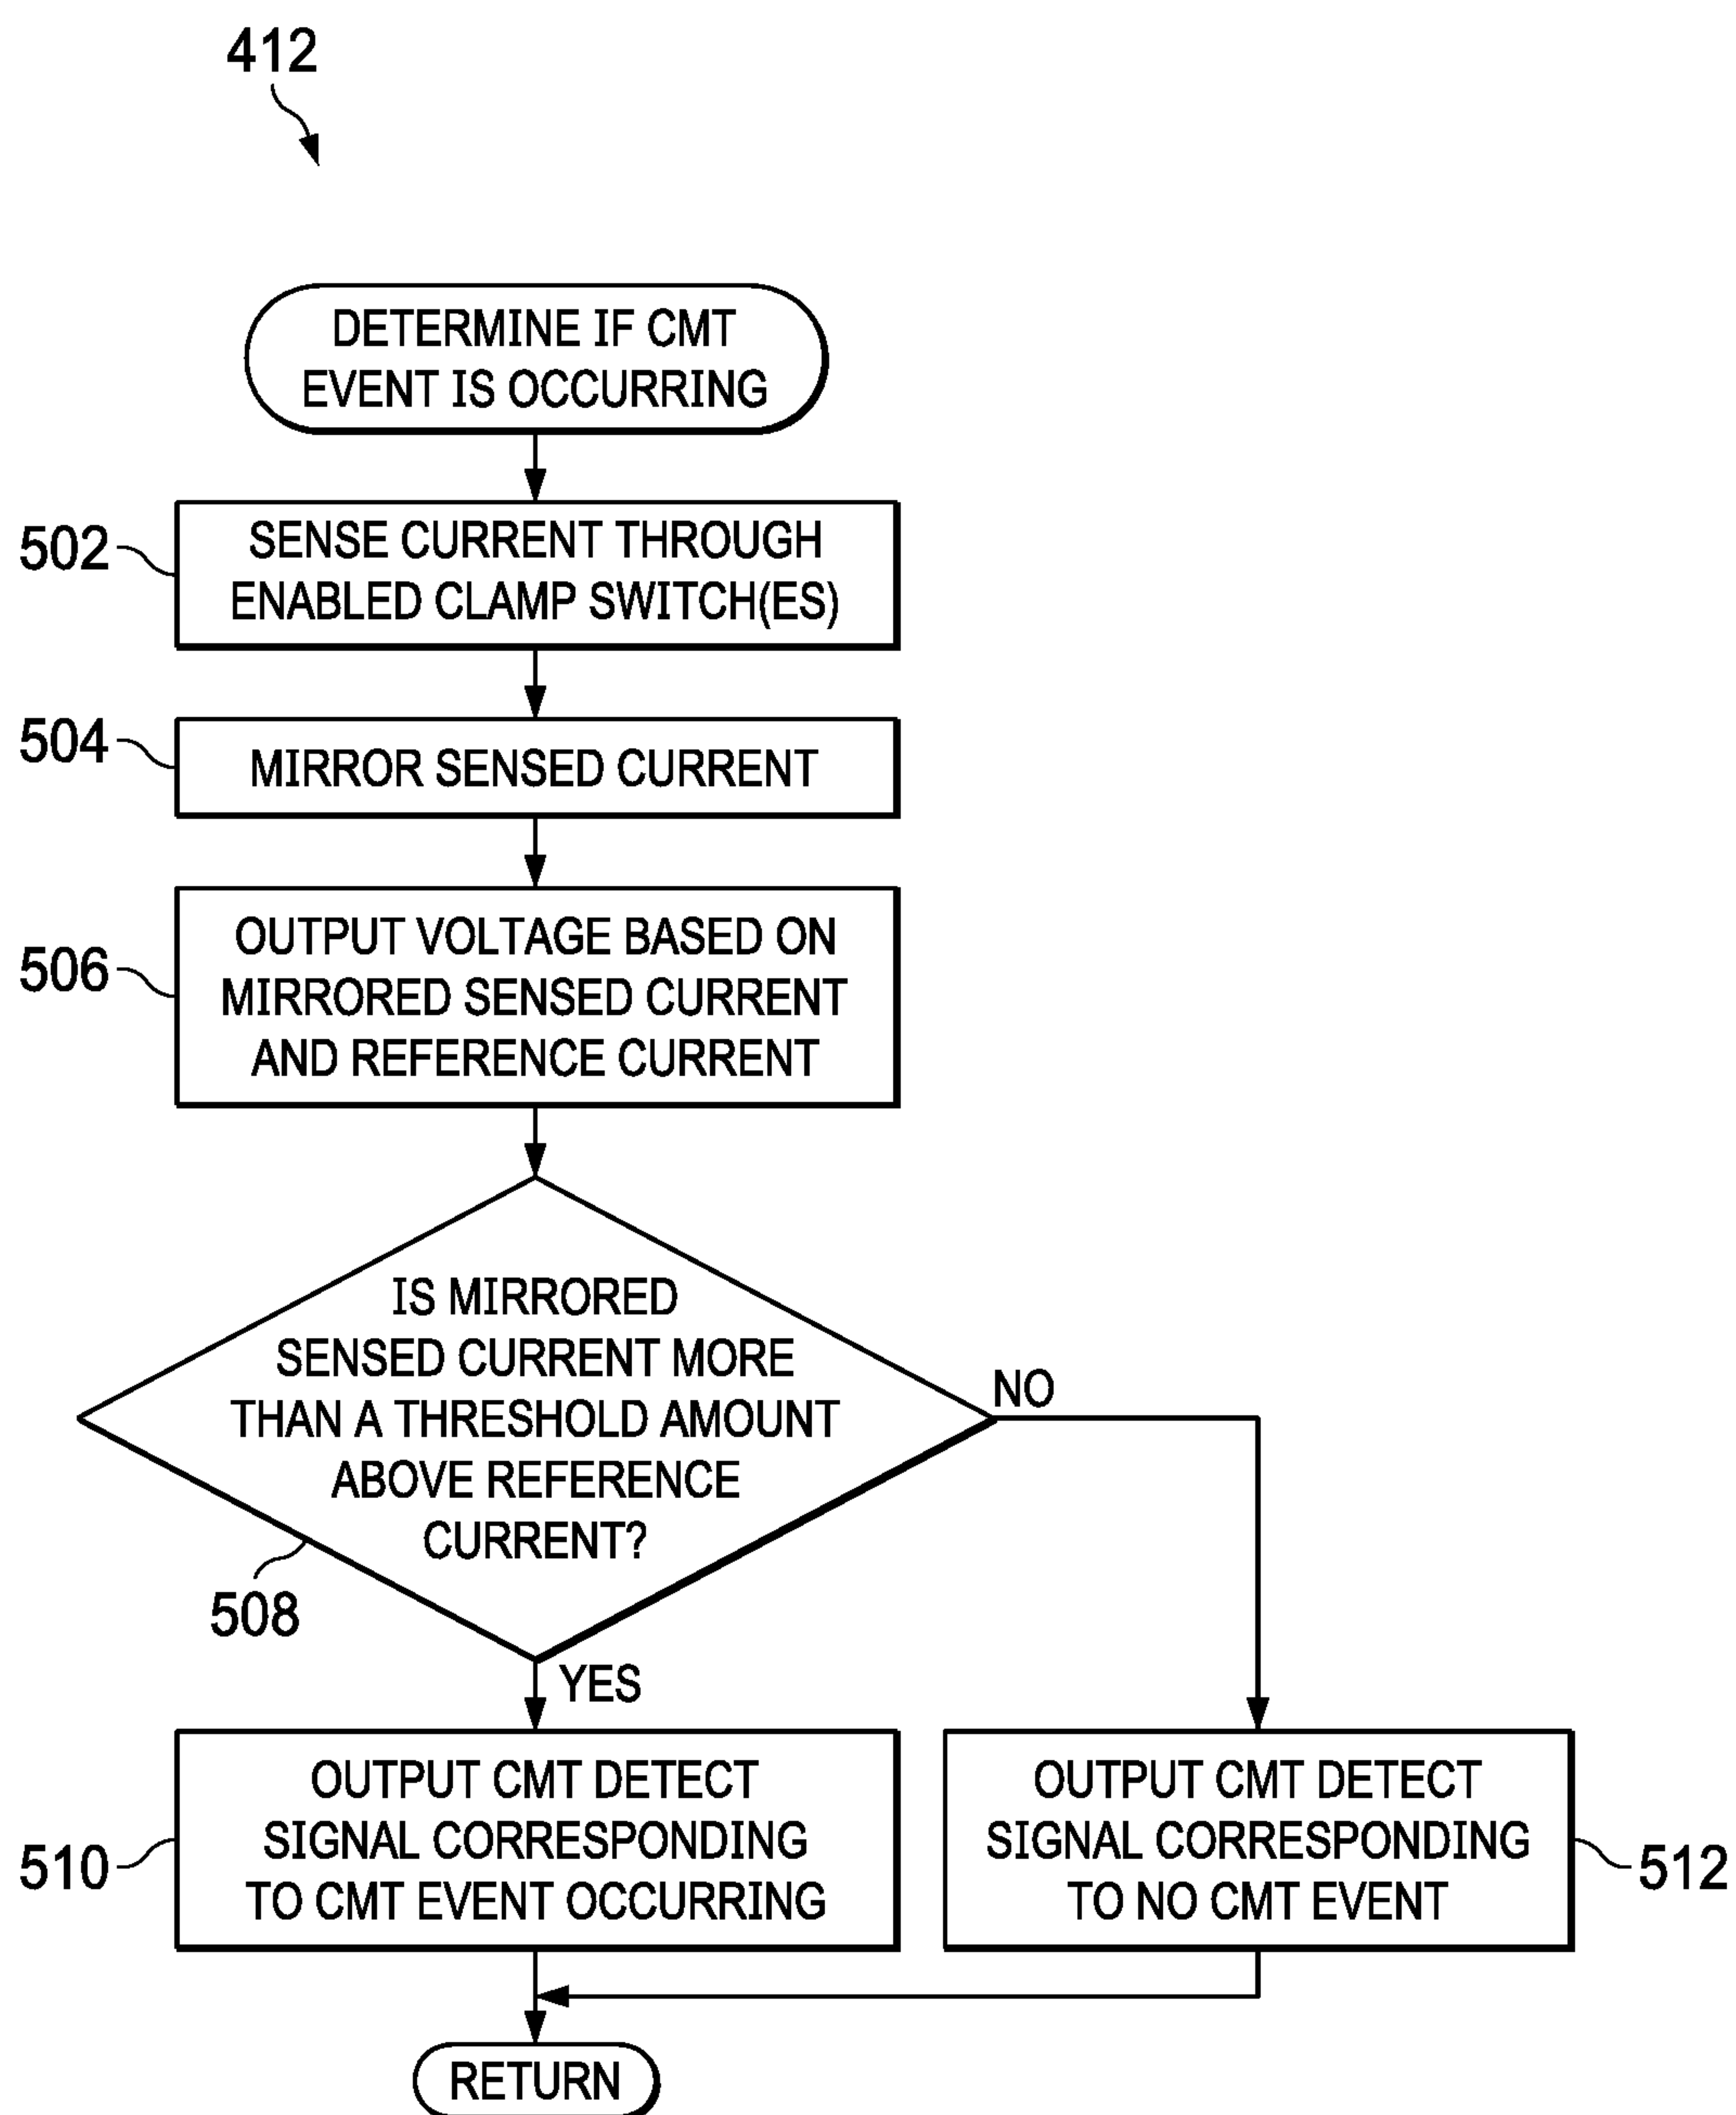 412
DETERMINE IF CMT
EVENT IS OCCURRING
502
SENSE CURRENT THROUGH
ENABLED CLAMP SWITCH(ES)
504
MIRROR SENSED CURRENT
506
OUTPUT VOLTAGE BASED ON
MIRRORED SENSED CURRENT
AND REFERENCE CURRENT
IS MIRRORED
SENSED CURRENT MORE
THAN A THRESHOLD AMOUNT
ABOVE REFERENCE
CURRENT?
NO
508
YES
510
OUTPUT CMT DETECT
SIGNAL CORRESPONDING
TO CMT EVENT OCCURRING
OUTPUT CMT DETECT
SIGNAL CORRESPONDING
TO NO CMT EVENT
512
RETURN